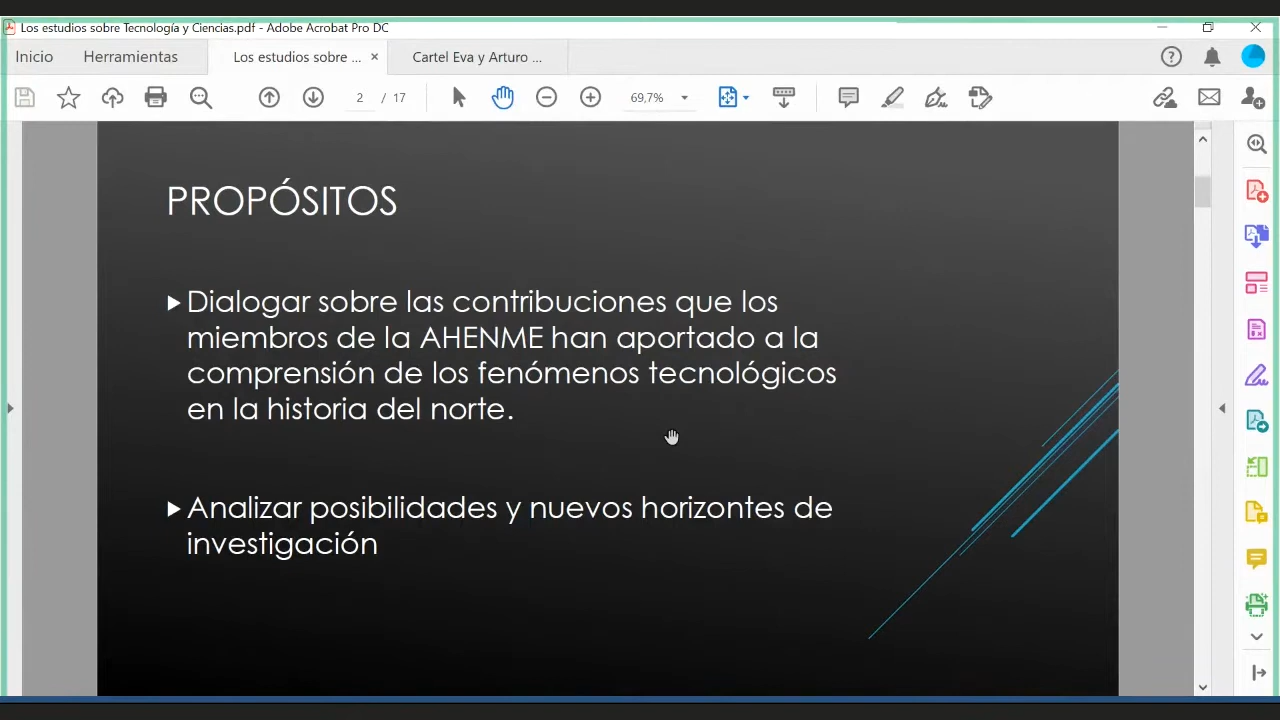 Los estudios sobre Tecnología y Ciencias.pdf - Adobe Acrobat Pro DC
Inicio
Herramientas
Los estudios sobre ...
Cartel Eva y Arturo ...
2 / 17
69,7%
PROPÓSITOS
Dialogar sobre las contribuciones que los
miembros de la AHENME han aportado a la
comprensión de los fenómenos tecnológicos
en la historia del norte.
Analizar posibilidades y nuevos horizontes de
investigación